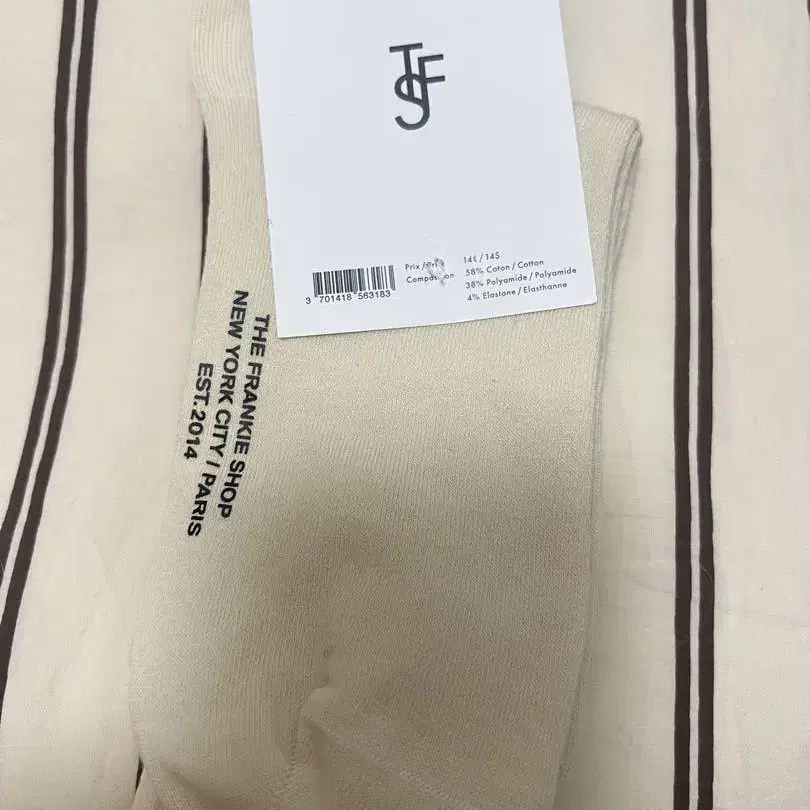 TFS
Prix / Price 14€ / 14$
Composition 58% Coton / Cotton
38% Polyamide / Polyamide
4% Elastane / Elasthanne
3 701418 563183
THE FRANKIE SHOP
NEW YORK CITY / PARIS
EST.2014